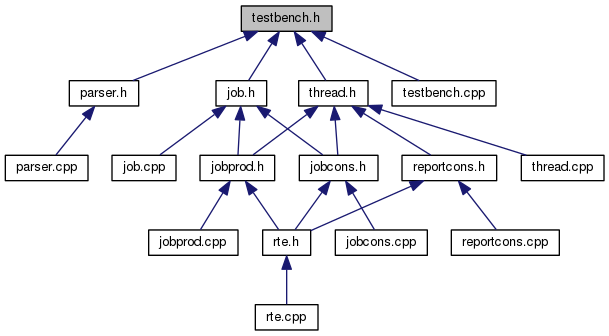 testbench.h
parser.h
job.h
thread.h
testbench.cpp
parser.cpp
job.cpp
jobprod.h
jobcons.h
reportcons.h
thread.cpp
jobprod.cpp
rte.h
jobcons.cpp
reportcons.cpp
rte.cpp